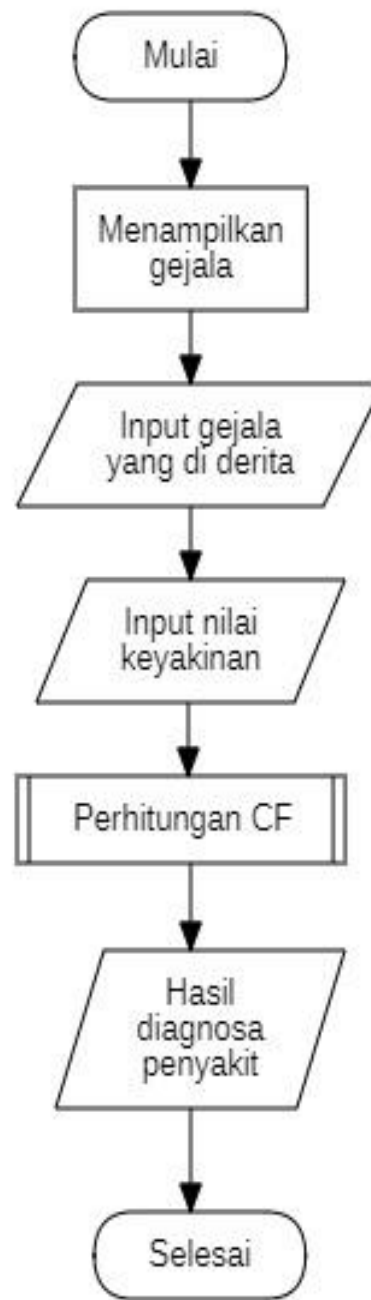 Mulai
Menampilkan
gejala
Input gejala
yang di derita
Input nilai
keyakinan
Perhitungan CF
Hasil
diagnosa
penyakit
Selesai